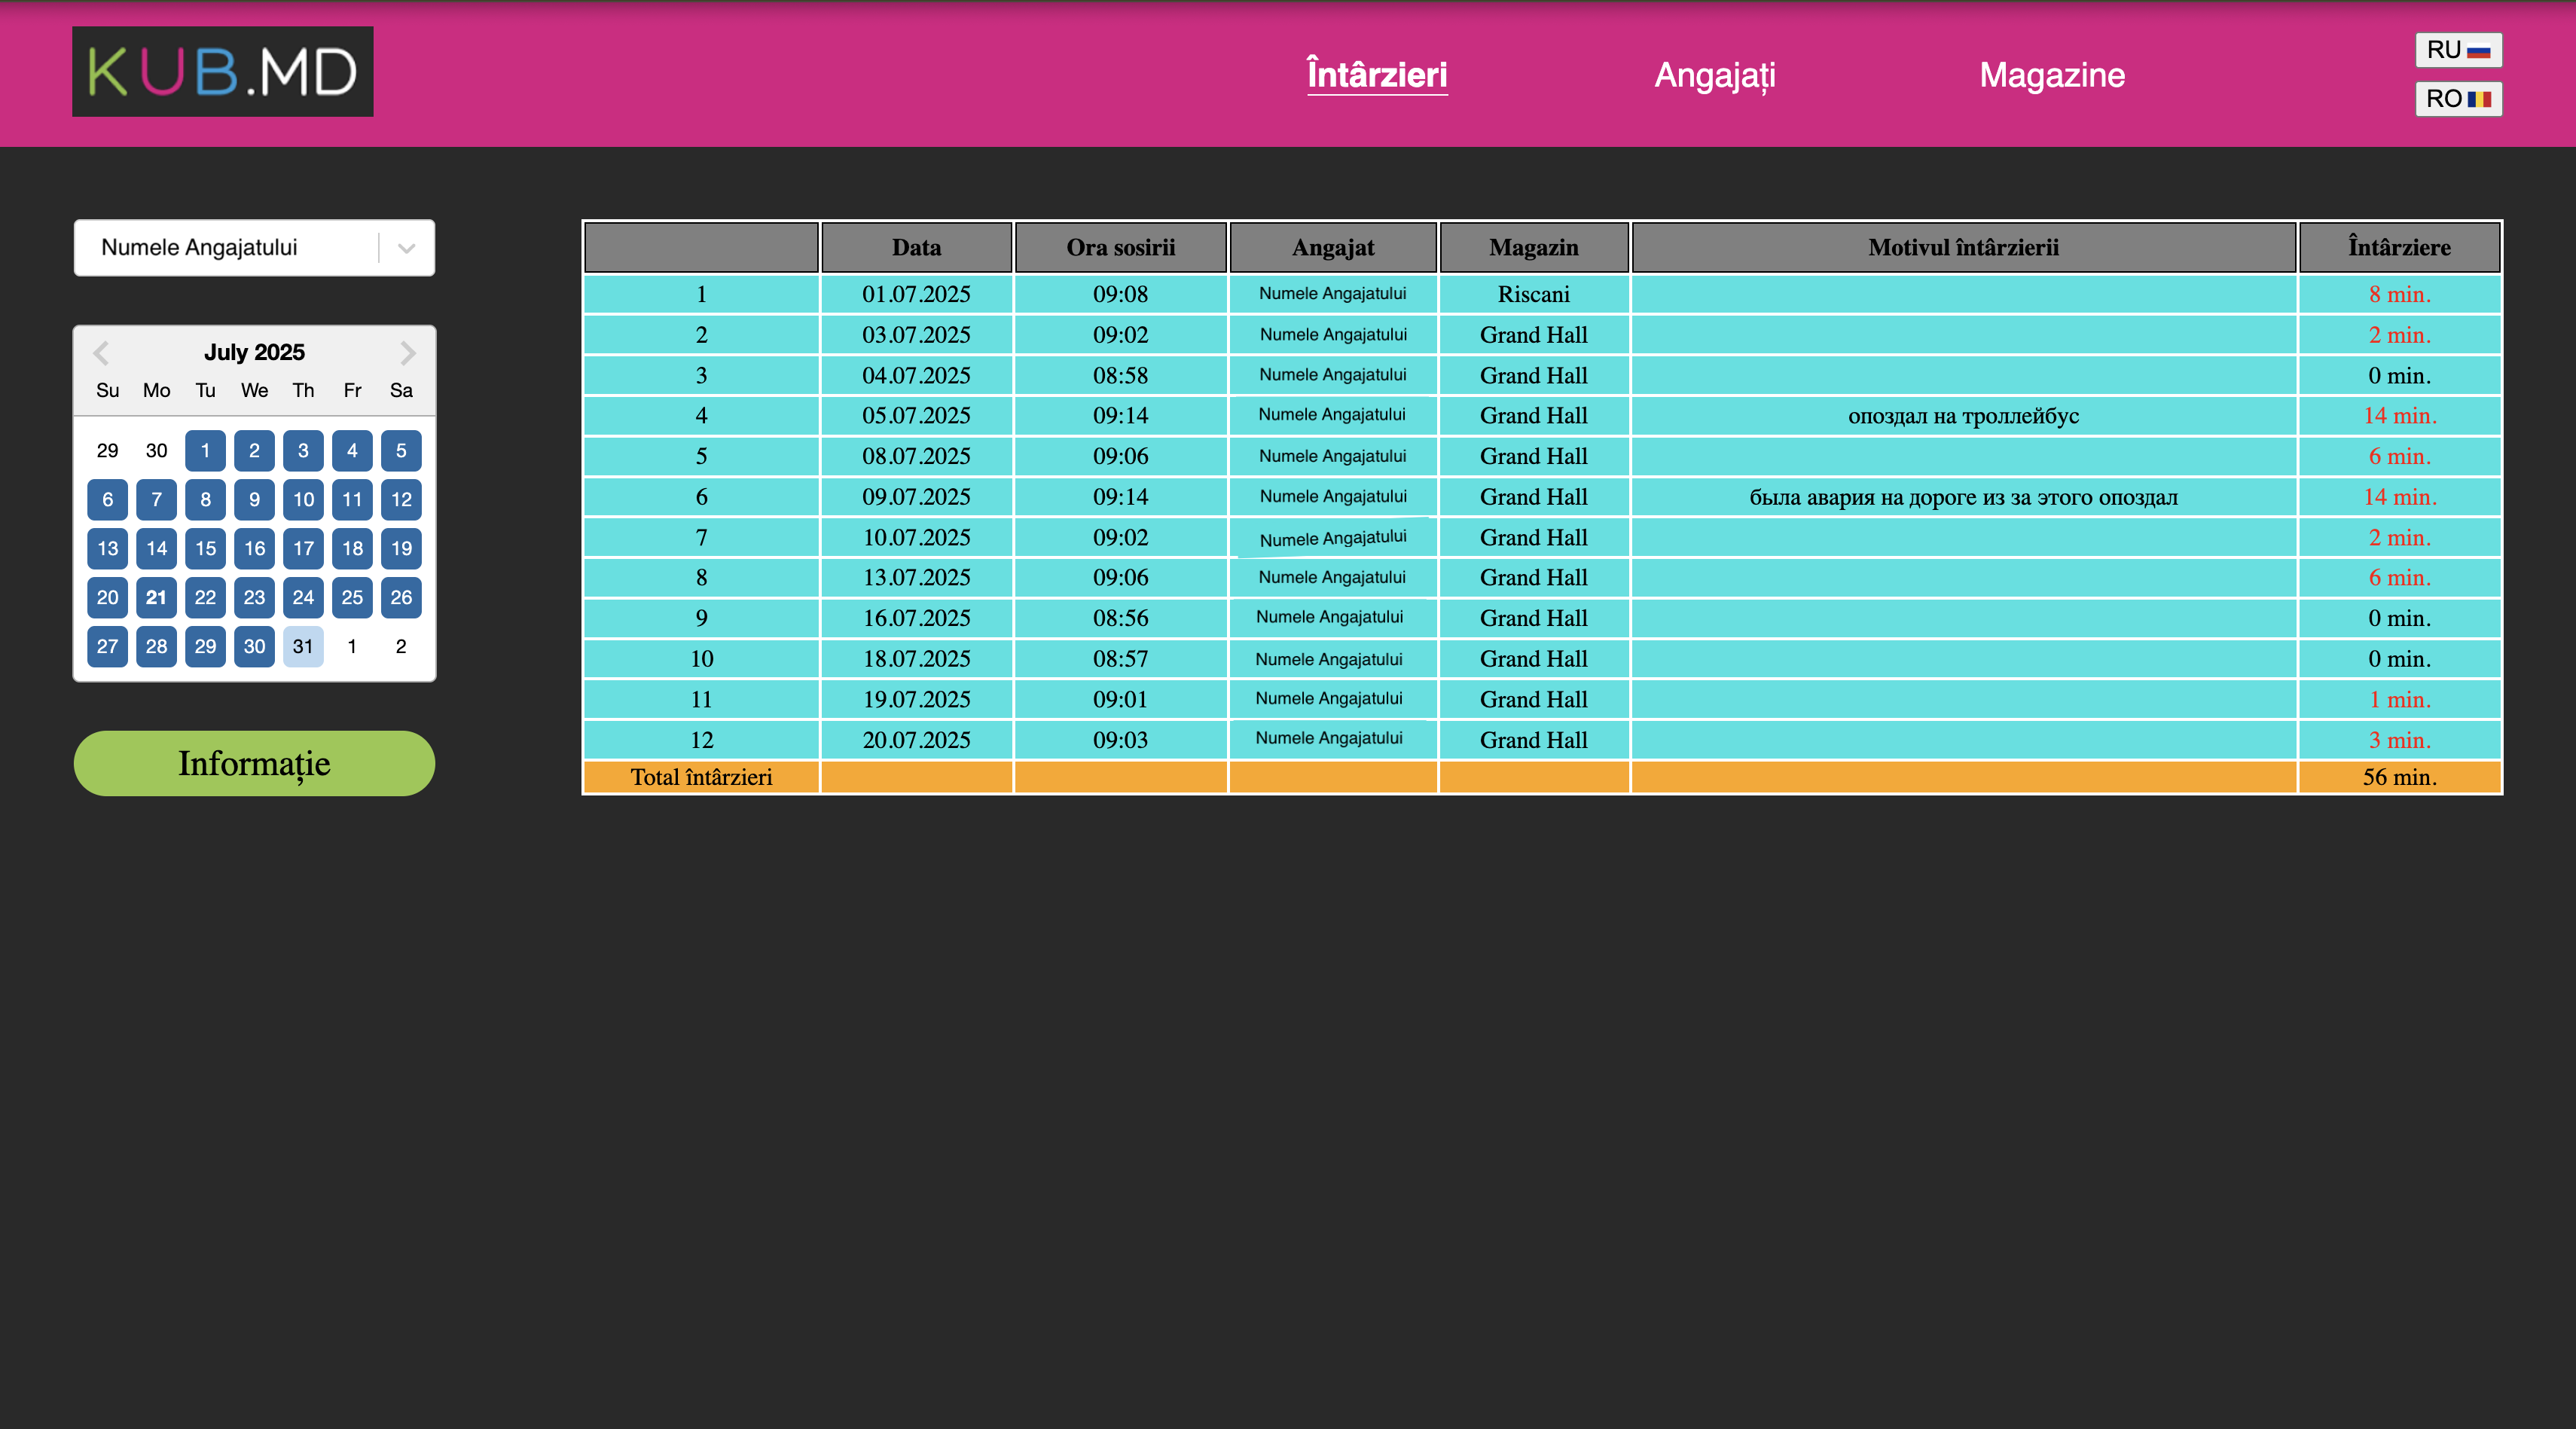 KUB.MD
Întârzieri Angajați Magazine
RU
RO
Numele Angajatului
July 2025
Su Mo Tu We Th Fr Sa
29 30 1 2 3 4 5
6 7 8 9 10 11 12
13 14 15 16 17 18 19
20 21 22 23 24 25 26
27 28 29 30 31 1 2
Informație
Data Ora sosirii Angajat Magazin Motivul întârzierii Întârziere
1 01.07.2025 09:08 Numele Angajatului Riscani 8 min.
2 03.07.2025 09:02 Numele Angajatului Grand Hall 2 min.
3 04.07.2025 08:58 Numele Angajatului Grand Hall 0 min.
4 05.07.2025 09:14 Numele Angajatului Grand Hall опоздал на троллейбус 14 min.
5 08.07.2025 09:06 Numele Angajatului Grand Hall 6 min.
6 09.07.2025 09:14 Numele Angajatului Grand Hall была авария на дороге из за этого опоздал 14 min.
7 10.07.2025 09:02 Numele Angajatului Grand Hall 2 min.
8 13.07.2025 09:06 Numele Angajatului Grand Hall 6 min.
9 16.07.2025 08:56 Numele Angajatului Grand Hall 0 min.
10 18.07.2025 08:57 Numele Angajatului Grand Hall 0 min.
11 19.07.2025 09:01 Numele Angajatului Grand Hall 1 min.
12 20.07.2025 09:03 Numele Angajatului Grand Hall 3 min.
Total întârzieri 56 min.